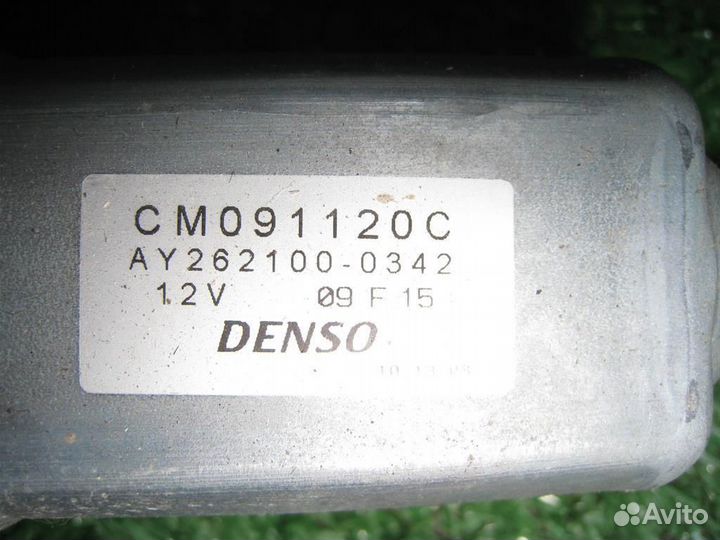 CM091120C
AY262100-0342
12V 09 F 15
DENSO
Avito